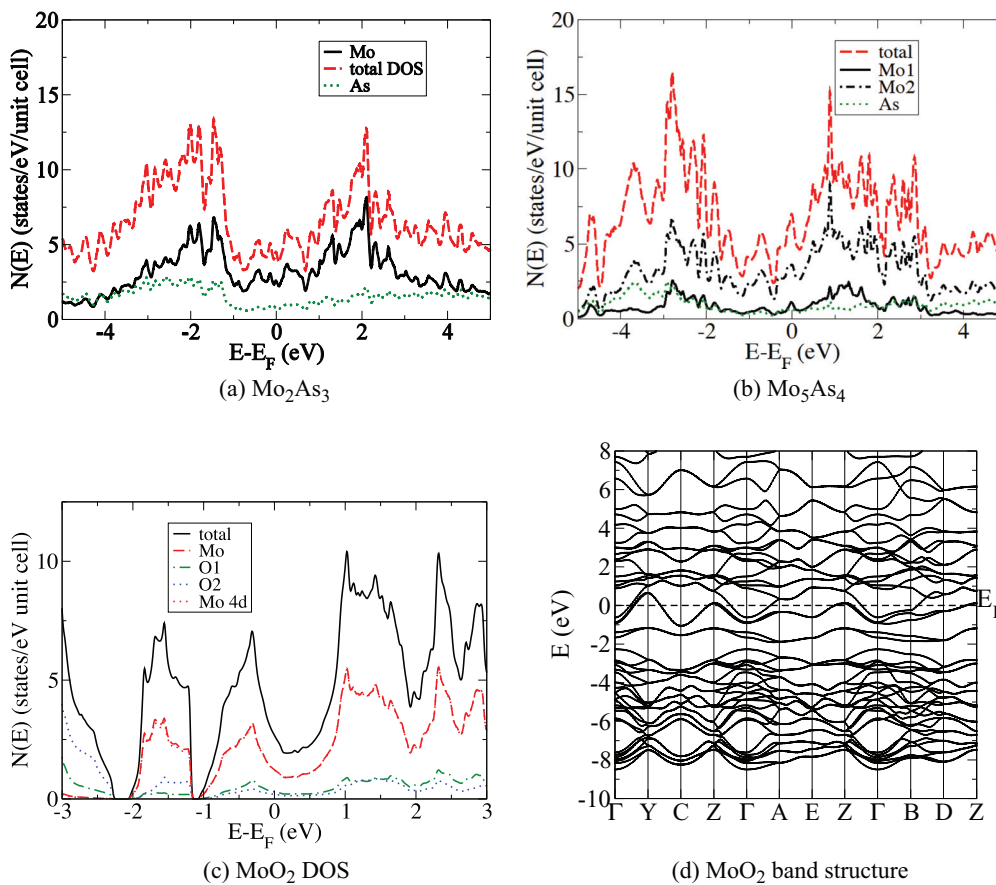 20
15
10
5
0
N(E) (states/eV/unit cell)
Mo
total DOS
As
-4 -2 0 2 4
E-E_F (eV)
(a) Mo₂As₃
20
15
10
5
0
N(E) (states/eV/unit cell)
total
Mo1
Mo2
As
-4 -2 0 2 4
E-E_F (eV)
(b) Mo₅As₄
10
5
0
N(E) (states/eV unit cell)
total
Mo
O1
O2
Mo 4d
-3 -2 -1 0 1 2 3
E-E_F (eV)
(c) MoO₂ DOS
8
6
4
2
0
-2
-4
-6
-8
-10
E (eV)
E_F
Γ Y C Z Γ A E Z Γ B D Z
(d) MoO₂ band structure